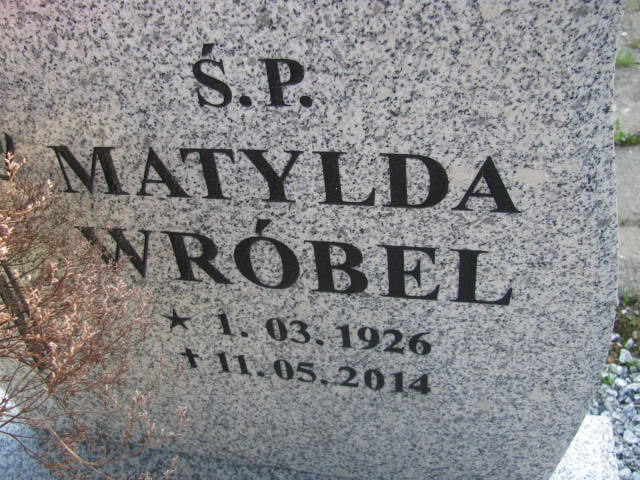 Ś.P.
MATYLDA
WRÓBEL
★ 1. 03. 1926
✝ 11. 05. 2014